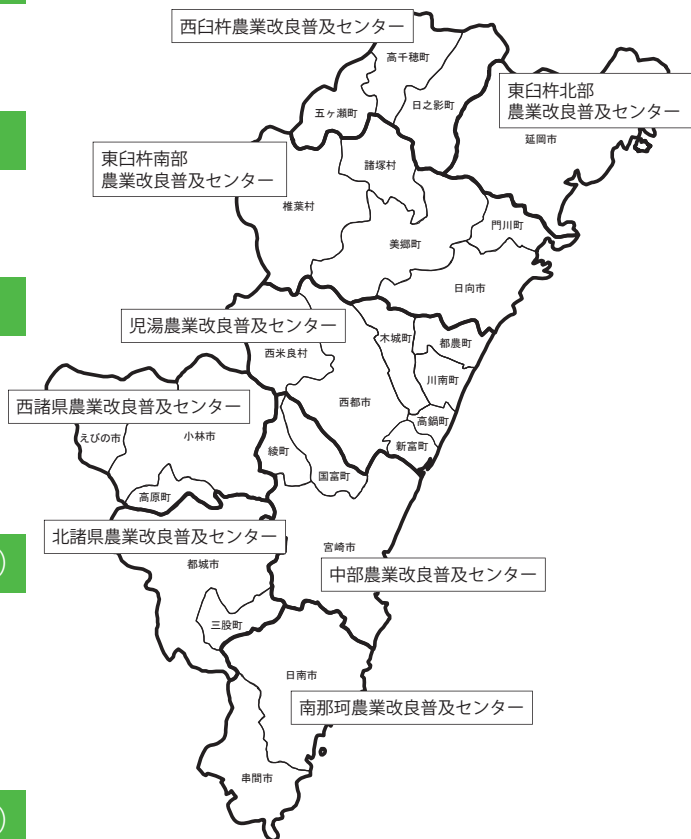 西臼杵農業改良普及センター
高千穂町
東臼杵北部
農業改良普及センター
日之影町
五ヶ瀬町
延岡市
東臼杵南部
農業改良普及センター
諸塚村
椎葉村
門川町
美郷町
日向市
児湯農業改良普及センター
木城町
都農町
西米良村
川南町
西都市
西諸県農業改良普及センター
高鍋町
えびの市
小林市
新富町
綾町
国富町
高原町
北諸県農業改良普及センター
宮崎市
都城市
中部農業改良普及センター
三股町
日南市
南那珂農業改良普及センター
串間市
)
)